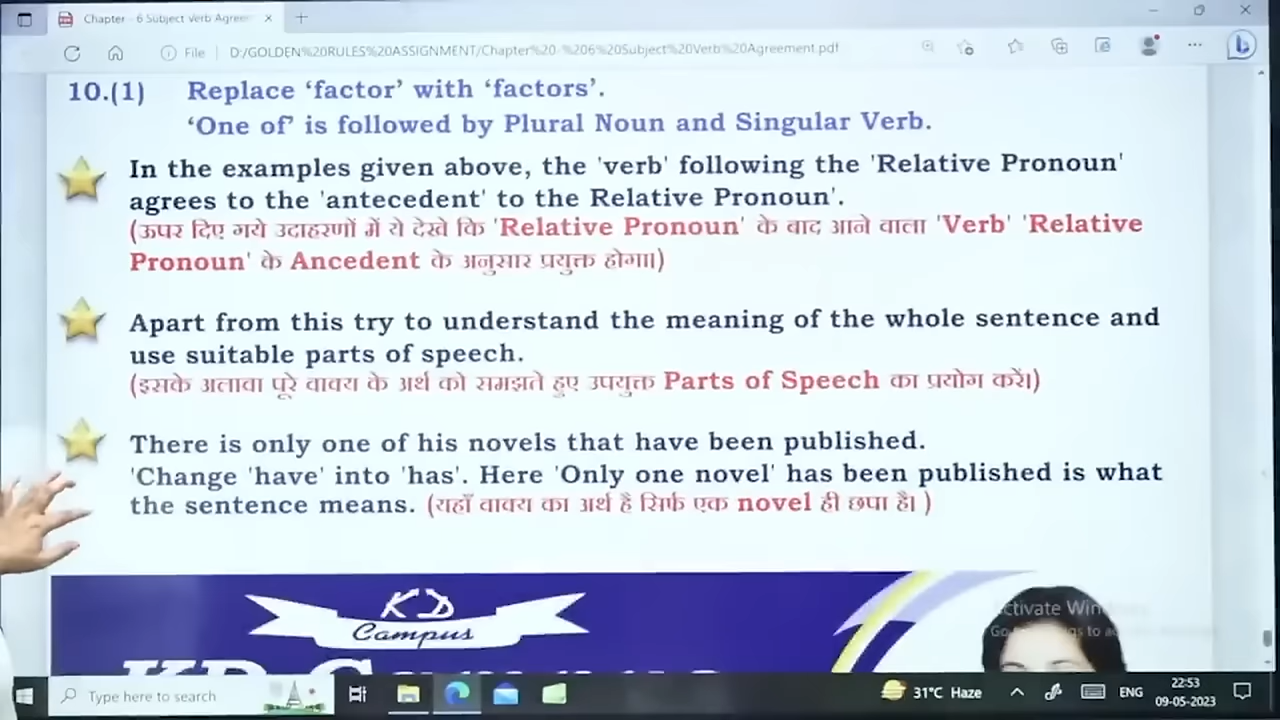 Chapter - 6 Subject Verb Agree
File
D:/GOLDEN%20RULES%20ASSIGNMENT/Chapter%20-%206%20Subject%20Verb%20Agreement.pdf
10.(1) Replace ‘factor’ with ‘factors’.
‘One of’ is followed by Plural Noun and Singular Verb.
In the examples given above, the 'verb' following the 'Relative Pronoun'
agrees to the 'antecedent' to the Relative Pronoun'.
(ऊपर दिए गये उदाहरणों में ये देखे कि 'Relative Pronoun' के बाद आने वाला 'Verb' 'Relative
Pronoun' के Ancedent के अनुसार प्रयुक्त होगा।)
Apart from this try to understand the meaning of the whole sentence and
use suitable parts of speech.
(इसके अलावा पूरे वाक्य के अर्थ को समझते हुए उपयुक्त Parts of Speech का प्रयोग करें।)
There is only one of his novels that have been published.
'Change 'have' into 'has'. Here 'Only one novel' has been published is what
the sentence means. (यहाँ वाक्य का अर्थ है सिर्फ एक novel ही छपा है। )
KD
Campus
Activate Win
Type here to search
31°C Haze
ENG
22:53
09-05-2023